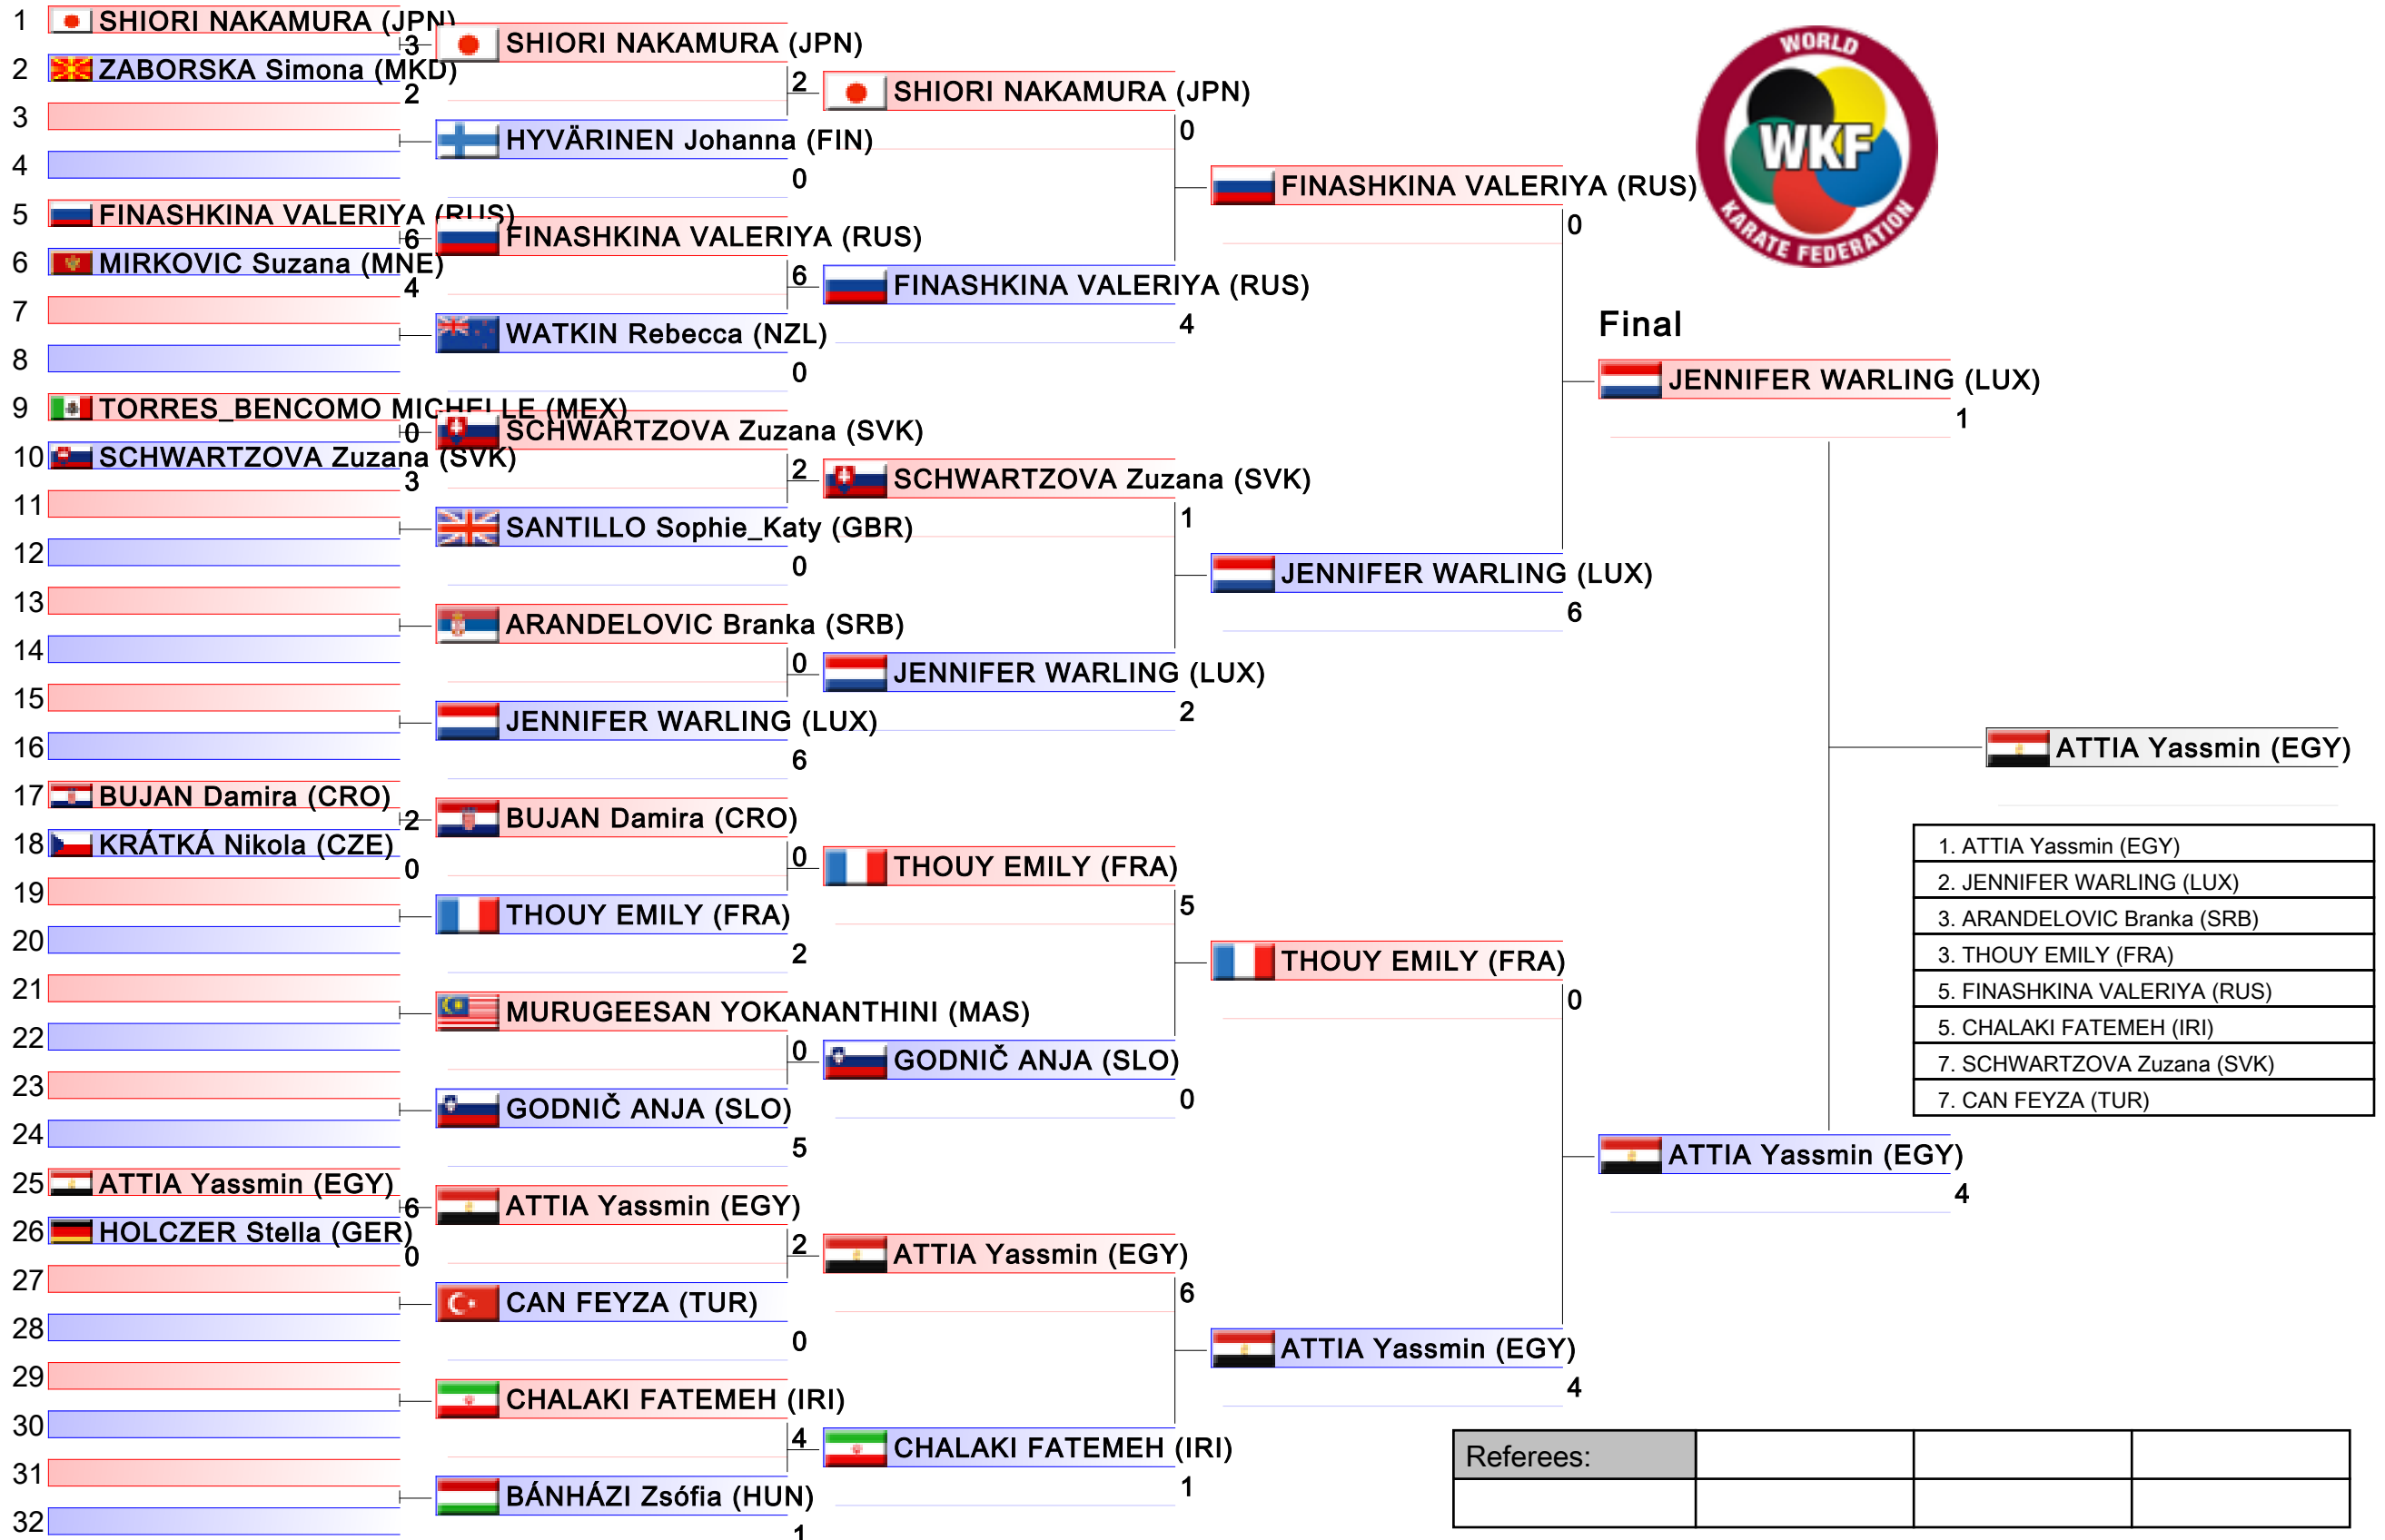 1 SHIORI NAKAMURA (JPN)
3
2 ZABORSKA Simona (MKD)
2
3
4
5 FINASHKINA VALERIYA (RUS)
6
6 MIRKOVIC Suzana (MNE)
4
7
8
9 TORRES_BENCOMO MICHELLE (MEX)
0
10 SCHWARTZOVA Zuzana (SVK)
3
11
12
13
14
15
16
17 BUJAN Damira (CRO)
2
18 KRÁTKÁ Nikola (CZE)
0
19
20
21
22
23
24
25 ATTIA Yassmin (EGY)
6
26 HOLCZER Stella (GER)
0
27
28
29
30
31
32
SHIORI NAKAMURA (JPN)
2
HYVÄRINEN Johanna (FIN)
0
FINASHKINA VALERIYA (RUS)
6
WATKIN Rebecca (NZL)
0
SCHWARTZOVA Zuzana (SVK)
2
SANTILLO Sophie_Katy (GBR)
0
ARANDELOVIC Branka (SRB)
0
JENNIFER WARLING (LUX)
6
BUJAN Damira (CRO)
0
THOUY EMILY (FRA)
2
MURUGEESAN YOKANANTHINI (MAS)
0
GODNIČ ANJA (SLO)
5
ATTIA Yassmin (EGY)
2
CAN FEYZA (TUR)
0
CHALAKI FATEMEH (IRI)
4
BÁNHÁZI Zsófia (HUN)
1
SHIORI NAKAMURA (JPN)
0
FINASHKINA VALERIYA (RUS)
4
SCHWARTZOVA Zuzana (SVK)
1
JENNIFER WARLING (LUX)
2
THOUY EMILY (FRA)
5
GODNIČ ANJA (SLO)
0
ATTIA Yassmin (EGY)
6
CHALAKI FATEMEH (IRI)
1
FINASHKINA VALERIYA (RUS)
0
JENNIFER WARLING (LUX)
6
THOUY EMILY (FRA)
0
ATTIA Yassmin (EGY)
4
WORLD
WKF
KARATE FEDERATION
Final
JENNIFER WARLING (LUX)
1
ATTIA Yassmin (EGY)
4
ATTIA Yassmin (EGY)
1. ATTIA Yassmin (EGY)
2. JENNIFER WARLING (LUX)
3. ARANDELOVIC Branka (SRB)
3. THOUY EMILY (FRA)
5. FINASHKINA VALERIYA (RUS)
5. CHALAKI FATEMEH (IRI)
7. SCHWARTZOVA Zuzana (SVK)
7. CAN FEYZA (TUR)
Referees: